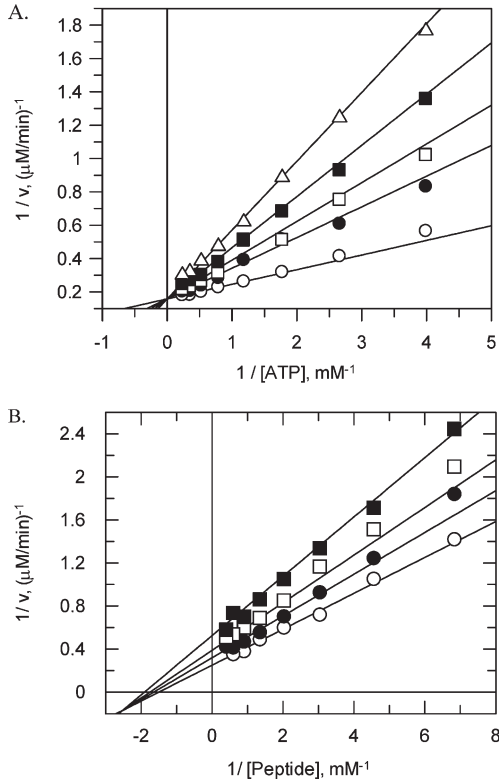 A.
1.8
1.6
1.4
1.2
1
0.8
0.6
0.4
0.2
1 / v, (μM/min)⁻¹
-1 0 1 2 3 4 5
1 / [ATP], mM⁻¹
B.
2.4
2
1.6
1.2
0.8
0.4
0
1/ v, (μM/min)⁻¹
-2 0 2 4 6 8
1/ [Peptide], mM⁻¹